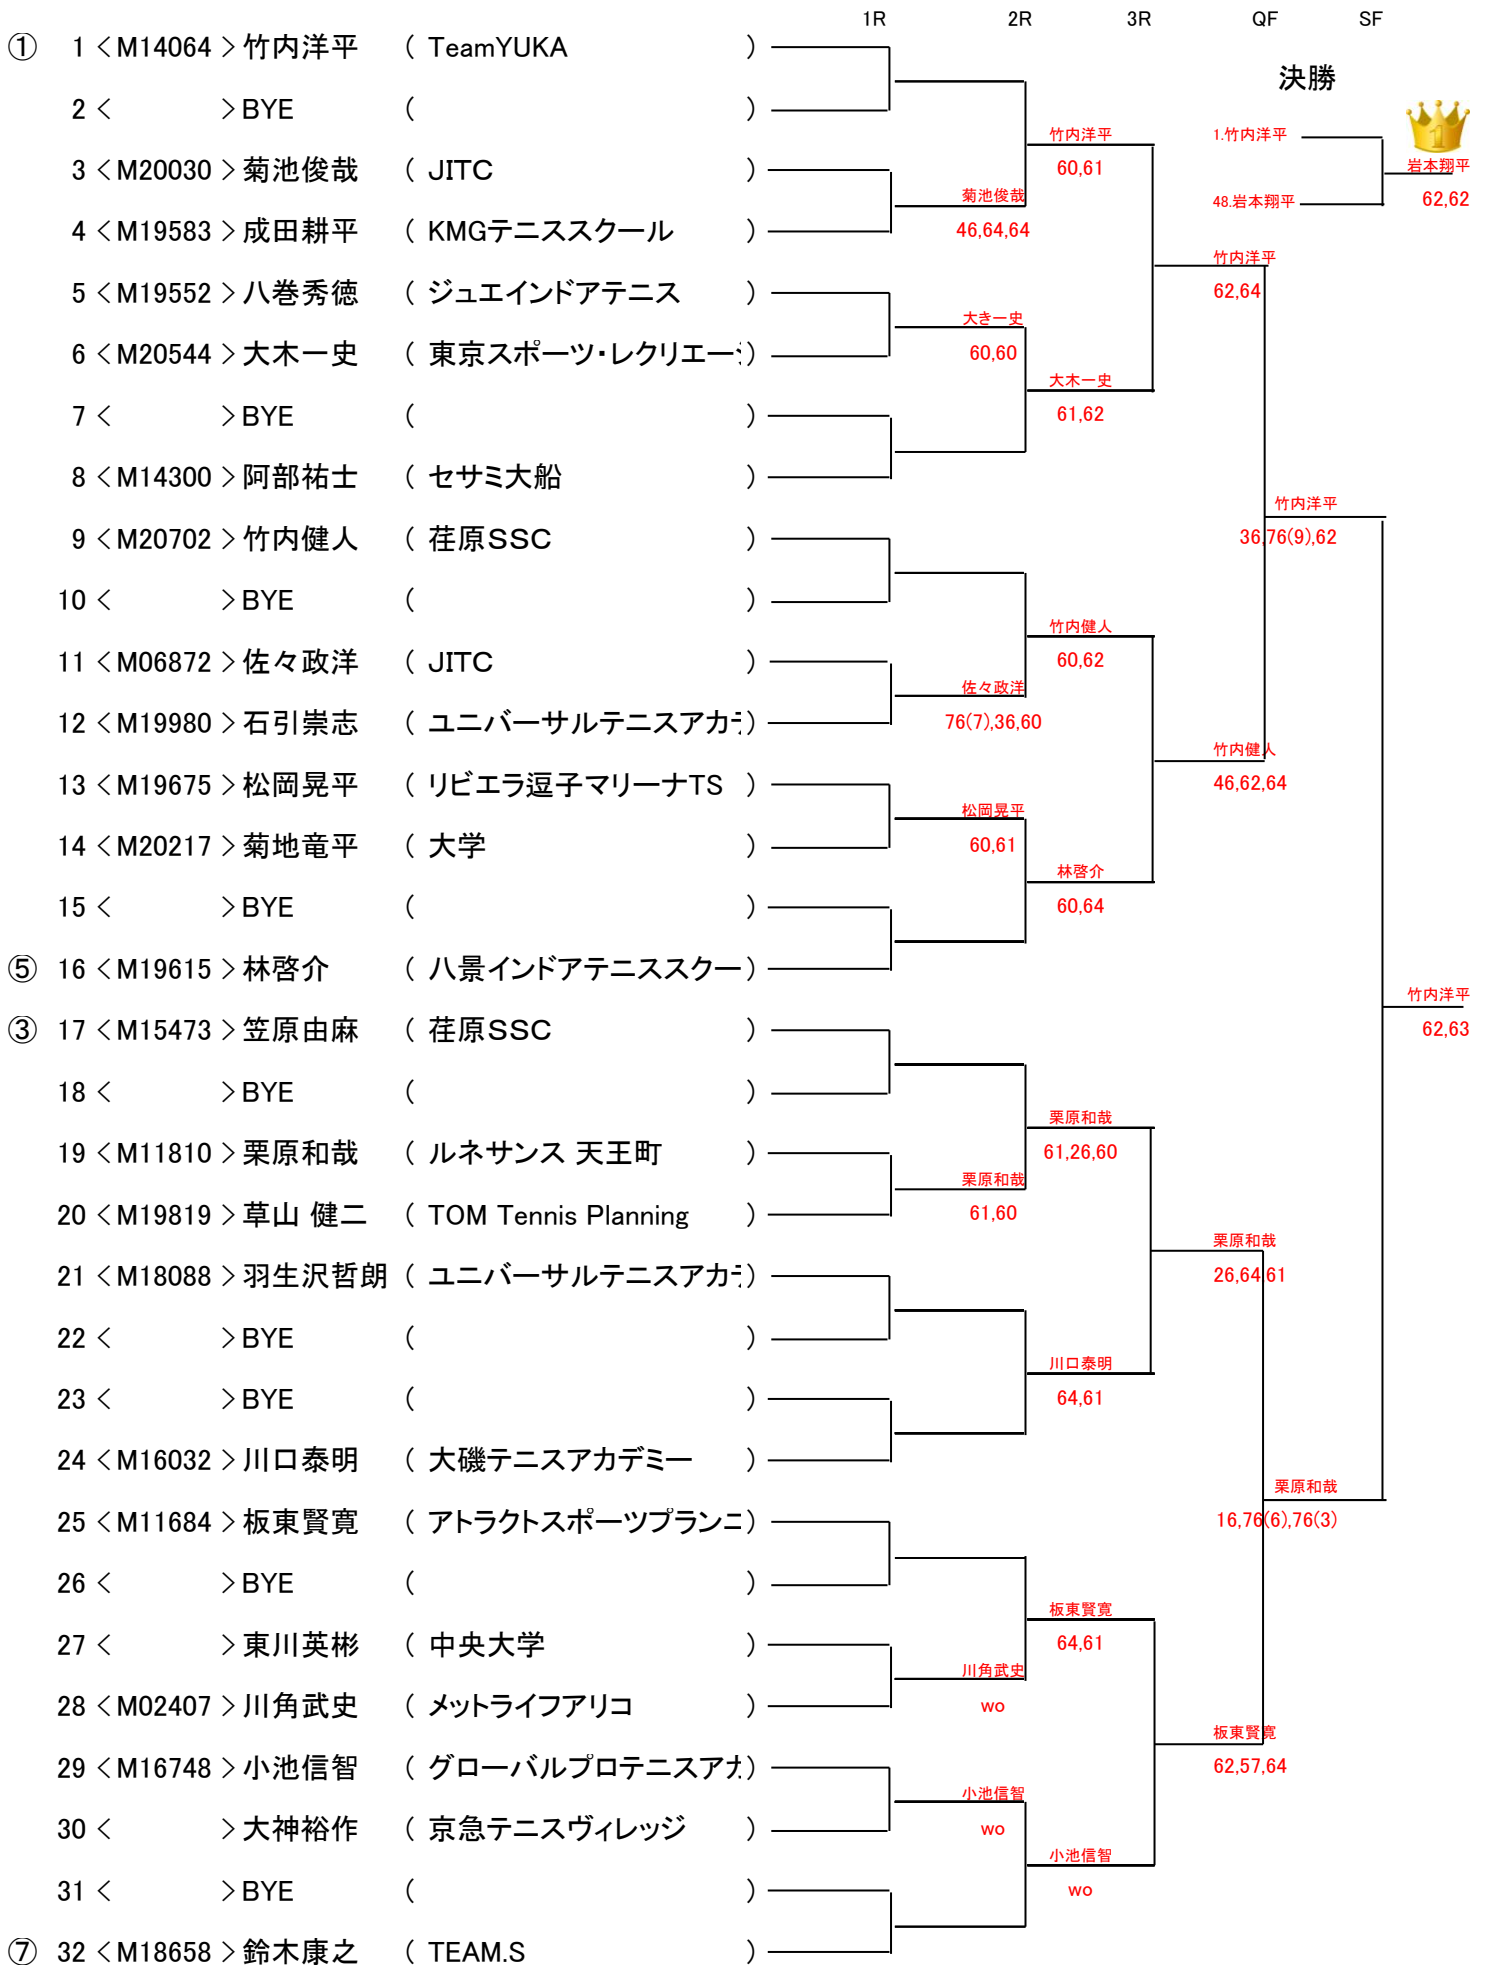 1R 2R 3R QF SF
① 1 <M14064> 竹内洋平 ( TeamYUKA )
決勝
2 < > BYE ( )
1
竹内洋平 1.竹内洋平
3 <M20030> 菊池俊哉 ( JITC ) 60,61 岩本翔平
菊池俊哉 48.岩本翔平 62,62
4 <M19583> 成田耕平 ( KMGテニススクール ) 46,64,64
竹内洋平
5 <M19552> 八巻秀徳 ( ジュエインドアテニス ) 62,64
大き一史
6 <M20544> 大木一史 ( 東京スポーツ・レクリエー ) 60,60
大木一史
7 < > BYE ( ) 61,62
8 <M14300> 阿部祐士 ( セサミ大船 )
竹内洋平
9 <M20702> 竹内健人 ( 荏原SSC ) 36,76(9),62
10 < > BYE ( )
竹内健人
11 <M06872> 佐々政洋 ( JITC ) 60,62
佐々政洋
12 <M19980> 石引崇志 ( ユニバーサルテニスアカ ) 76(7),36,60
竹内健人
13 <M19675> 松岡晃平 ( リビエラ逗子マリーナTS ) 46,62,64
松岡晃平
14 <M20217> 菊地竜平 ( 大学 ) 60,61
林啓介
15 < > BYE ( ) 60,64
⑤ 16 <M19615> 林啓介 ( 八景インドアテニススクー )
竹内洋平
③ 17 <M15473> 笠原由麻 ( 荏原SSC ) 62,63
18 < > BYE ( )
栗原和哉
19 <M11810> 栗原和哉 ( ルネサンス 天王町 ) 61,26,60
栗原和哉
20 <M19819> 草山 健二 ( TOM Tennis Planning ) 61,60
栗原和哉
21 <M18088> 羽生沢哲朗 ( ユニバーサルテニスアカ ) 26,64,61
22 < > BYE ( )
川口泰明
23 < > BYE ( ) 64,61
24 <M16032> 川口泰明 ( 大磯テニスアカデミー )
栗原和哉
25 <M11684> 板東賢寛 ( アトラクトスポーツプラン ) 16,76(6),76(3)
26 < > BYE ( )
板東賢寛
27 < > 東川英彬 ( 中央大学 ) 64,61
川角武史
28 <M02407> 川角武史 ( メットライフアリコ ) wo
板東賢寛
29 <M16748> 小池信智 ( グローバルプロテニスア ) 62,57,64
小池信智
30 < > 大神裕作 ( 京急テニスヴィレッジ ) wo
小池信智
31 < > BYE ( ) wo
⑦ 32 <M18658> 鈴木康之 ( TEAM.S )